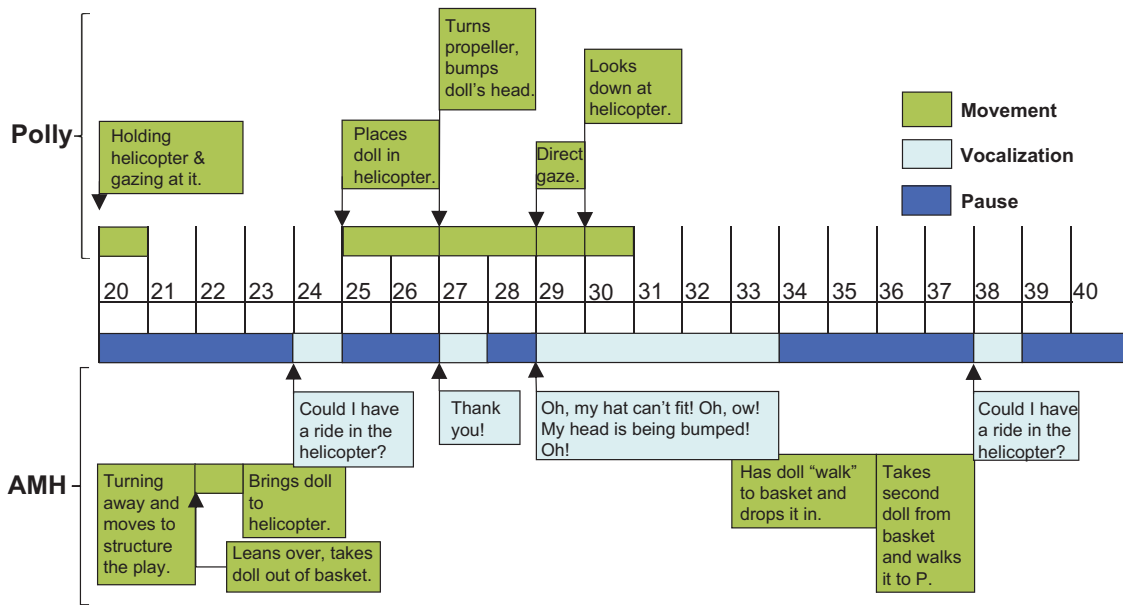 Turns
propeller,
bumps
doll's head.
Looks
down at
helicopter.
Polly
Holding
helicopter &
gazing at it.
Places
doll in
helicopter.
Direct
gaze.
Movement
Vocalization
Pause
20 21 22 23 24 25 26 27 28 29 30 31 32 33 34 35 36 37 38 39 40
AMH
Could I have
a ride in the
helicopter?
Thank
you!
Oh, my hat can't fit! Oh, ow!
My head is being bumped!
Oh!
Could I have
a ride in the
helicopter?
Turning
away and
moves to
structure
the play.
Brings doll
to
helicopter.
Leans over, takes
doll out of basket.
Has doll “walk”
to basket and
drops it in.
Takes
second
doll from
basket
and walks
it to P.